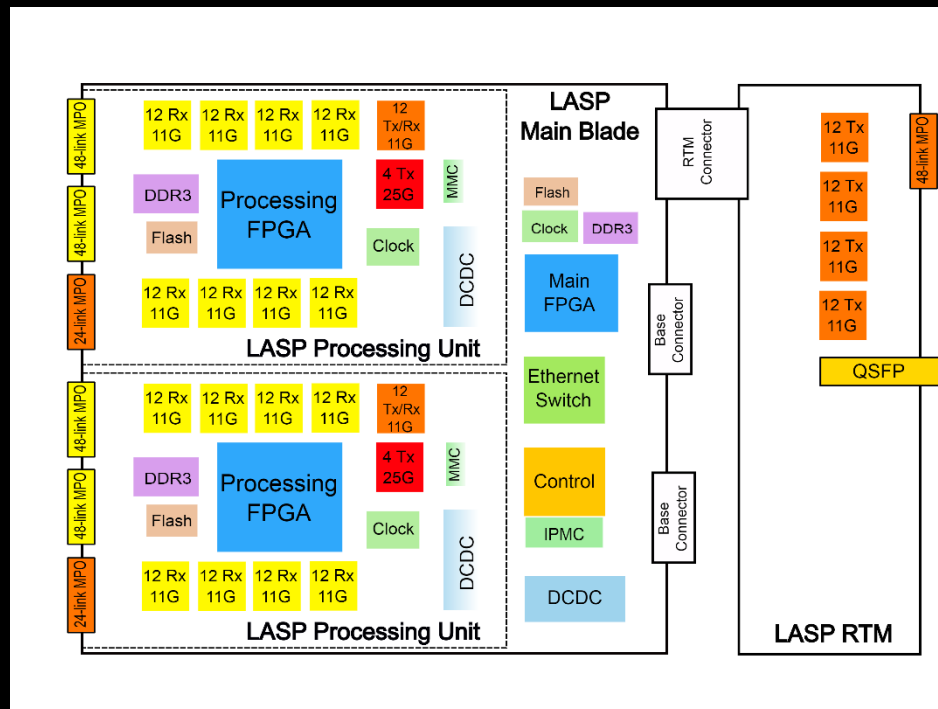 LASP
Main Blade
48-link MPO
48-link MPO
24-link MPO
12 Rx
11G
12 Rx
11G
12 Rx
11G
12 Rx
11G
12
Tx/Rx
11G
DDR3
Flash
Processing
FPGA
4 Tx
25G
MMC
Clock
DCDC
12 Rx
11G
12 Rx
11G
12 Rx
11G
12 Rx
11G
LASP Processing Unit
48-link MPO
48-link MPO
24-link MPO
12 Rx
11G
12 Rx
11G
12 Rx
11G
12 Rx
11G
12
Tx/Rx
11G
DDR3
Flash
Processing
FPGA
4 Tx
25G
MMC
Clock
DCDC
12 Rx
11G
12 Rx
11G
12 Rx
11G
12 Rx
11G
LASP Processing Unit
Flash
Clock
DDR3
Main
FPGA
Ethernet
Switch
Control
IPMC
DCDC
RTM
Connector
Base
Connector
Base
Connector
12 Tx
11G
12 Tx
11G
12 Tx
11G
12 Tx
11G
48-link MPO
QSFP
LASP RTM